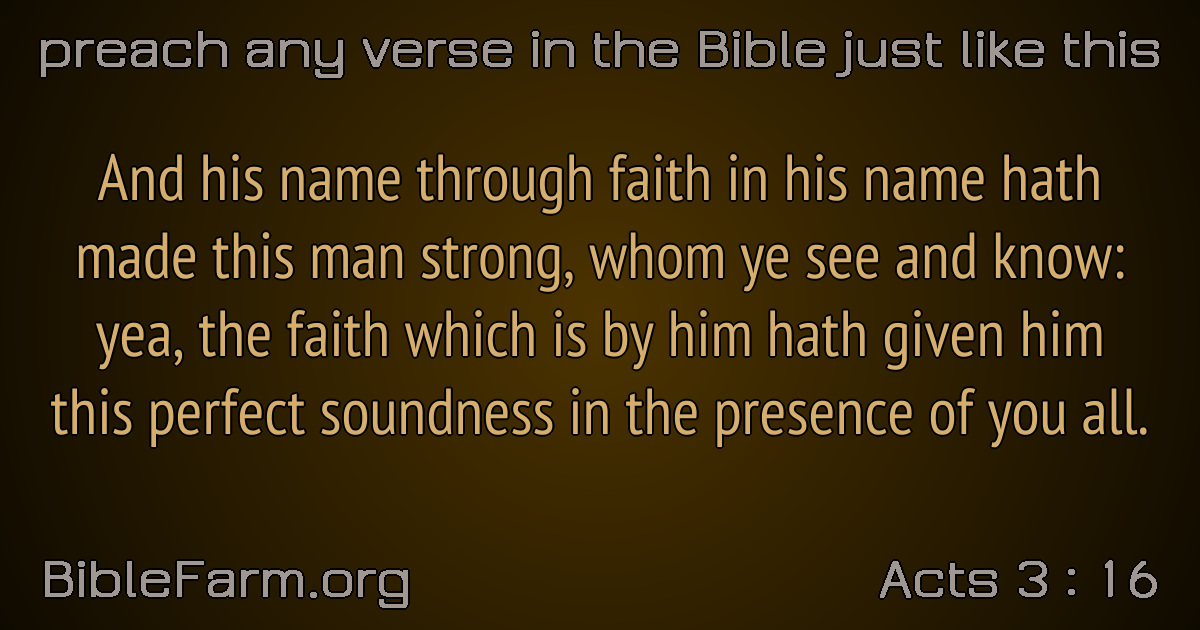 preach any verse in the Bible just like this
And his name through faith in his name hath
made this man strong, whom ye see and know:
yea, the faith which is by him hath given him
this perfect soundness in the presence of you all.
BibleFarm.org
Acts 3 : 16